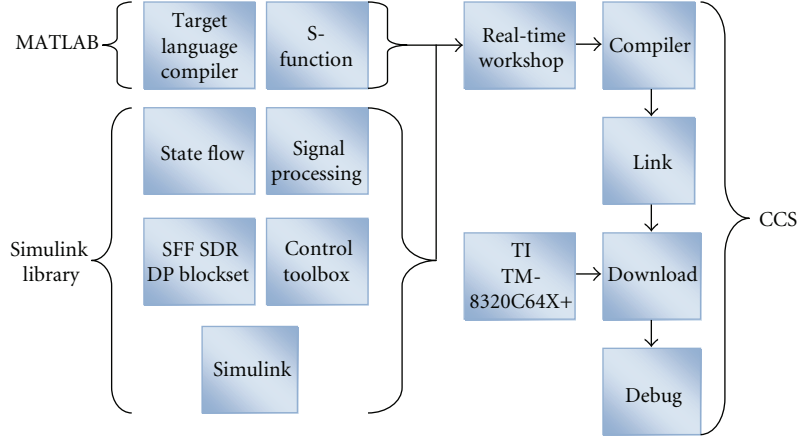 MATLAB
Target
language
compiler
S-
function
Real-time
workshop
Compiler
State flow
Signal
processing
Link
Simulink
library
SFF SDR
DP blockset
Control
toolbox
TI
TM-
8320C64X+
Download
CCS
Simulink
Debug